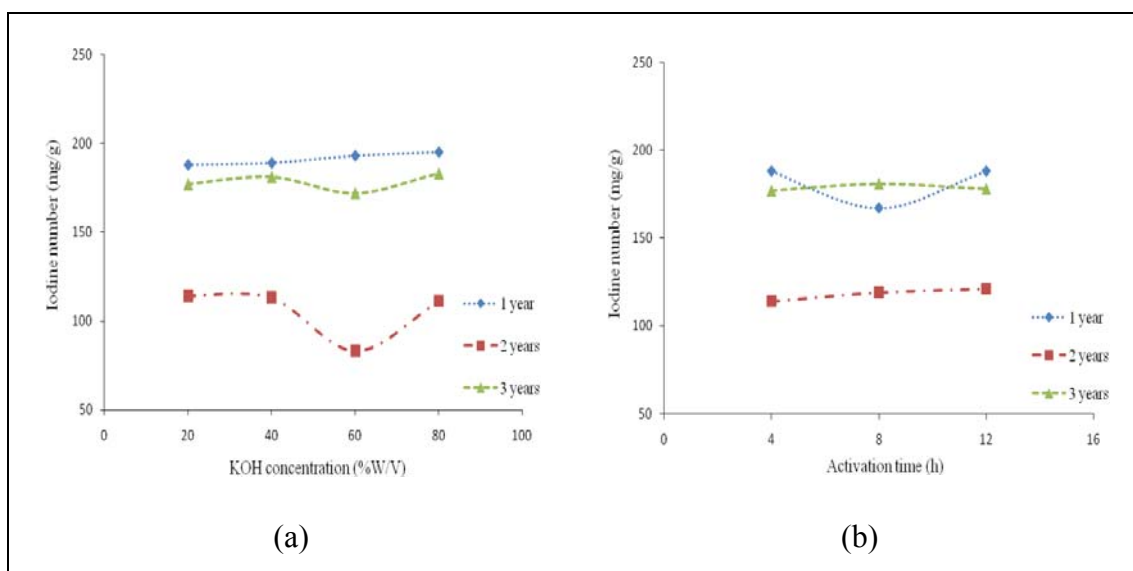 250
200
150
100
50
0
20
40
60
80
100
Iodine number (mg/g)
KOH concentration (%W/V)
1 year
2 years
3 years
(a)
250
200
150
100
50
0
4
8
12
16
Iodine number (mg/g)
Activation time (h)
1 year
2 years
3 years
(b)